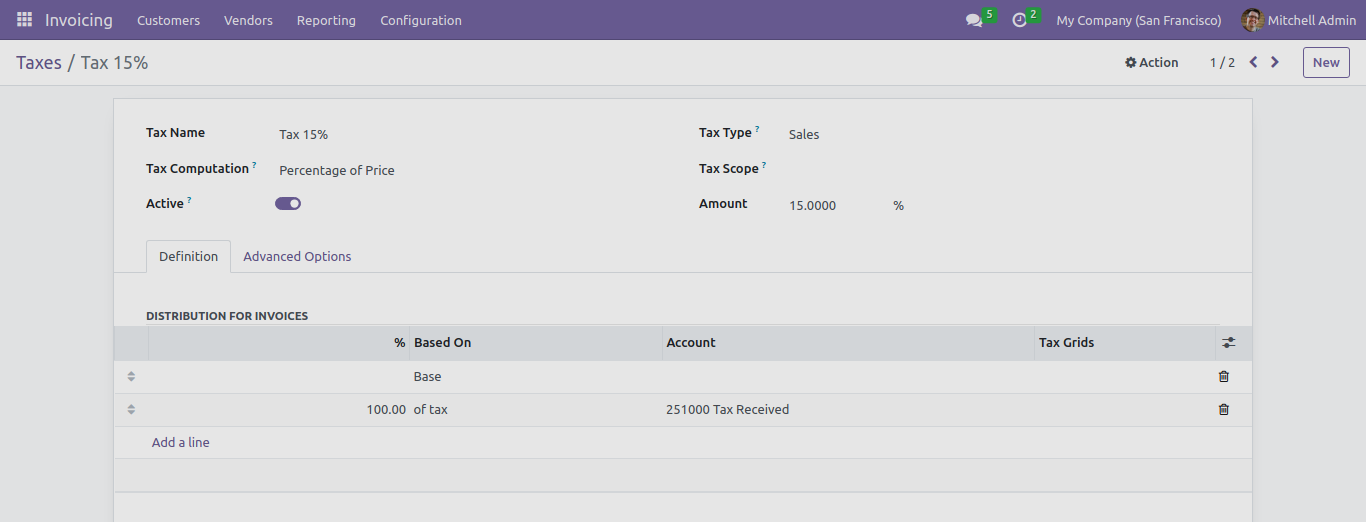 Invoicing Customers Vendors Reporting Configuration 5 2 My Company (San Francisco) Mitchell Admin
Taxes / Tax 15% Action 1 / 2 New
Tax Name Tax 15% Tax Type ? Sales
Tax Computation ? Percentage of Price Tax Scope ?
Active ? Amount 15.0000 %
Definition Advanced Options
DISTRIBUTION FOR INVOICES
% Based On Account Tax Grids
Base
100.00 of tax 251000 Tax Received
Add a line